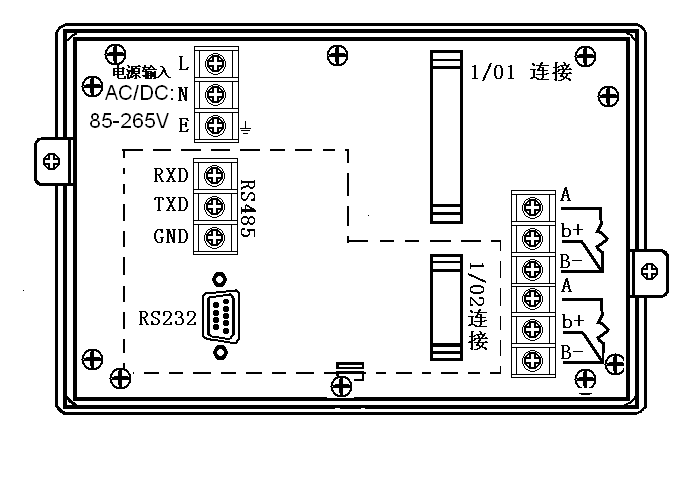 电源输入 L
AC/DC: N
85-265V E
1/01 连接
RXD
TXD
GND
RS485
RS232
1/02连接
A
b+
B-
A
b+
B-